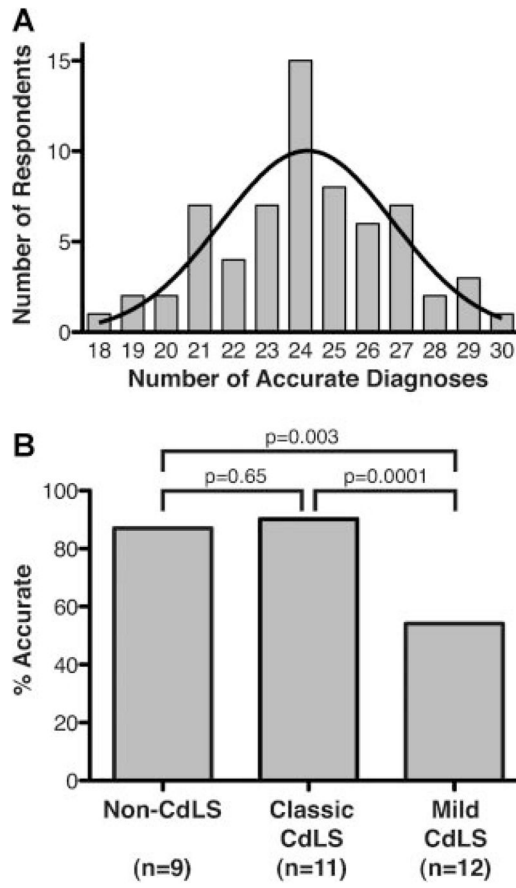 A
Number of Respondents
15
10
5
0
18 19 20 21 22 23 24 25 26 27 28 29 30
Number of Accurate Diagnoses
B
p=0.003
p=0.65 p=0.0001
% Accurate
100
80
60
40
20
0
Non-CdLS Classic Mild
CdLS CdLS
(n=9) (n=11) (n=12)